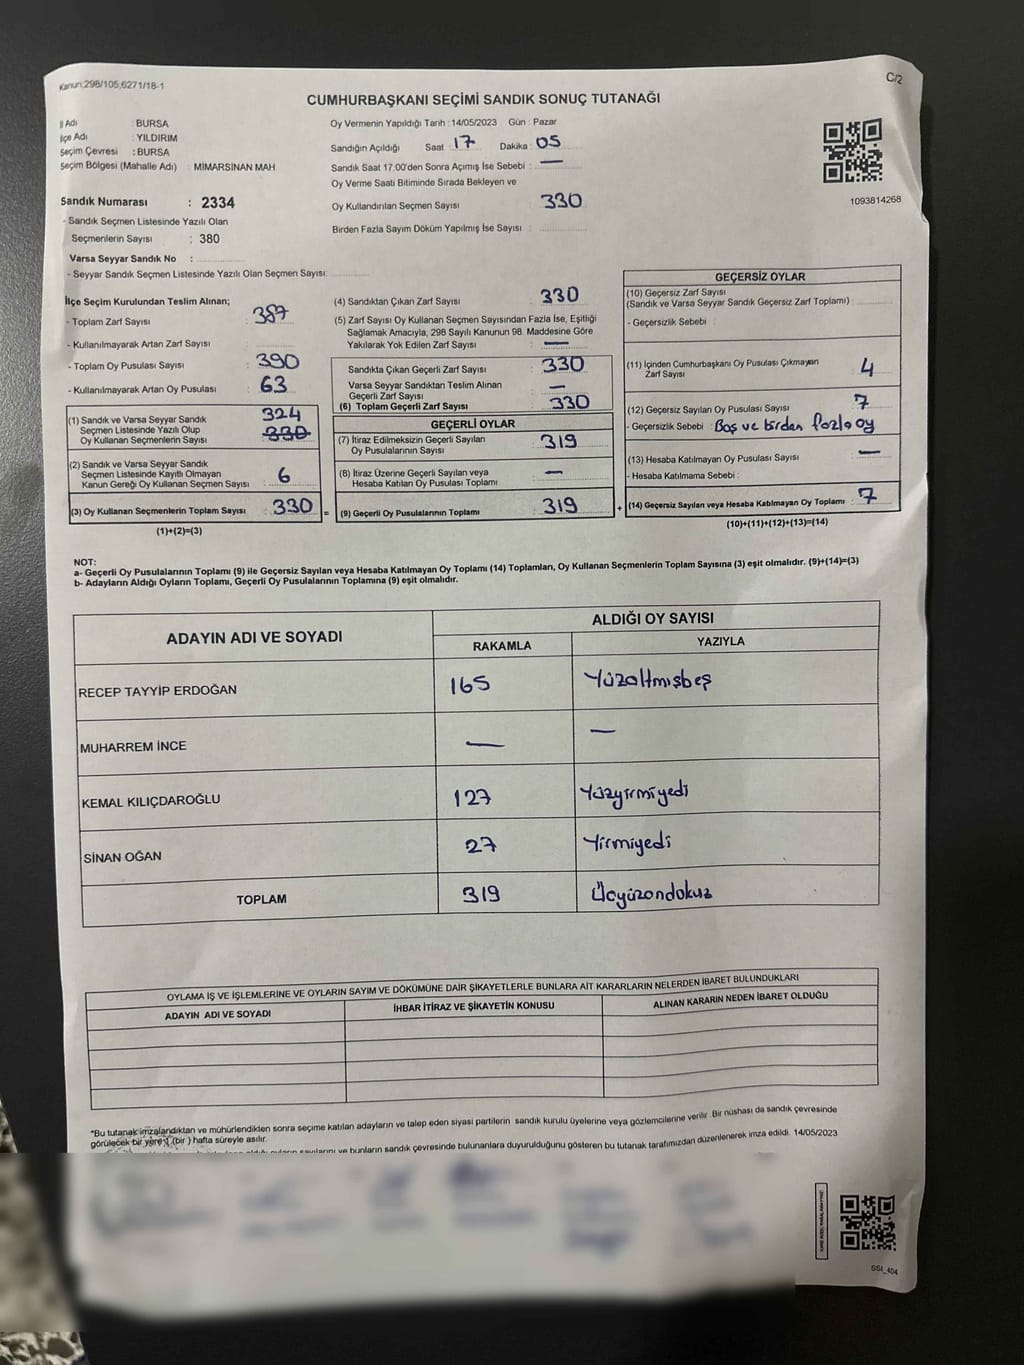 Kanun:298/105;6271/18-1
C/2
CUMHURBAŞKANI SEÇİMİ SANDIK SONUÇ TUTANAĞI
İl Adı : BURSA
İlçe Adı : YILDIRIM
Seçim Çevresi : BURSA
Seçim Bölgesi (Mahalle Adı) : MİMARSİNAN MAH
Oy Vermenin Yapıldığı Tarih :14/05/2023 Gün : Pazar
Sandığın Açıldığı Saat : 17 Dakika : 05
Sandık Saat 17:00'den Sonra Açımış İse Sebebi : —
Oy Verme Saati Bitiminde Sırada Bekleyen ve
Oy Kullandırılan Seçmen Sayısı : 330
Birden Fazla Sayım Döküm Yapılmış İse Sayısı :
1093814268
Sandık Numarası : 2334
- Sandık Seçmen Listesinde Yazılı Olan
Seçmenlerin Sayısı : 380
Varsa Seyyar Sandık No :
- Seyyar Sandık Seçmen Listesinde Yazılı Olan Seçmen Sayısı:
İlçe Seçim Kurulundan Teslim Alınan;
- Toplam Zarf Sayısı : 387
- Kullanılmayarak Artan Zarf Sayısı :
- Toplam Oy Pusulası Sayısı : 390
- Kullanılmayarak Artan Oy Pusulası : 63
(1) Sandık ve Varsa Seyyar Sandık 324
Seçmen Listesinde Yazılı Olup 330
Oy Kullanan Seçmenlerin Sayısı
(2) Sandık ve Varsa Seyyar Sandık
Seçmen Listesinde Kayıtlı Olmayan
Kanun Gereği Oy Kullanan Seçmen Sayısı : 6
(3) Oy Kullanan Seçmenlerin Toplam Sayısı : 330 =
(1)+(2)=(3)
(4) Sandıktan Çıkan Zarf Sayısı : 330
(5) Zarf Sayısı Oy Kullanan Seçmen Sayısından Fazla İse, Eşitliği
Sağlamak Amacıyla, 298 Sayılı Kanunun 98. Maddesine Göre
Yakılarak Yok Edilen Zarf Sayısı : —
Sandıkta Çıkan Geçerli Zarf Sayısı : 330
Varsa Seyyar Sandıktan Teslim Alınan
Geçerli Zarf Sayısı : —
(6) Toplam Geçerli Zarf Sayısı : 330
GEÇERLİ OYLAR
(7) İtiraz Edilmeksizin Geçerli Sayılan
Oy Pusulasının Sayısı : 319
(8) İtiraz Üzerine Geçerli Sayılan veya
Hesaba Katılan Oy Pusulası Toplamı : —
(9) Geçerli Oy Pusulalarının Toplamı : 319 +
GEÇERSİZ OYLAR
(10) Geçersiz Zarf Sayısı
(Sandık ve Varsa Seyyar Sandık Geçersiz Zarf Toplamı) :
- Geçersizlik Sebebi :
(11) İçinden Cumhurbaşkanı Oy Pusulası Çıkmayan
Zarf Sayısı : 4
(12) Geçersiz Sayılan Oy Pusulası Sayısı : 7
- Geçersizlik Sebebi : Boş ve birden fazla oy
(13) Hesaba Katılmayan Oy Pusulası Sayısı : —
- Hesaba Katılmama Sebebi :
(14) Geçersiz Sayılan veya Hesaba Katılmayan Oy Toplamı : 7
(10)+(11)+(12)+(13)=(14)
NOT:
a- Geçerli Oy Pusulalarının Toplamı (9) ile Geçersiz Sayılan veya Hesaba Katılmayan Oy Toplamı (14) Toplamları, Oy Kullanan Seçmenlerin Toplam Sayısına (3) eşit olmalıdır. (9)+(14)=(3)
b- Adayların Aldığı Oyların Toplamı, Geçerli Oy Pusulalarının Toplamına (9) eşit olmalıdır.
ADAYIN ADI VE SOYADI
ALDIĞI OY SAYISI
RAKAMLA YAZIYLA
RECEP TAYYİP ERDOĞAN 165 Yüzaltmışbeş
MUHARREM İNCE — —
KEMAL KILIÇDAROĞLU 127 Yüzyirmiyedi
SİNAN OĞAN 27 Yirmiyedi
TOPLAM 319 Üçyüzondokuz
OYLAMA İŞ VE İŞLEMLERİNE VE OYLARIN SAYIM VE DÖKÜMÜNE DAİR ŞİKAYETLERLE BUNLARA AİT KARARLARIN NELERDEN İBARET BULUNDUKLARI
ADAYIN ADI VE SOYADI İHBAR İTİRAZ VE ŞİKAYETİN KONUSU ALINAN KARARIN NEDEN İBARET OLDUĞU
*Bu tutanak imzalandıktan ve mühürlendikten sonra seçime katılan adayların ve talep eden siyasi partilerin sandık kurulu üyelerine veya gözlemcilerine verilir. Bir nüshası da sandık çevresinde
görülecek bir yere 1 (bir ) hafta süreyle asılır.
sayılarını ve bunların sandık çevresinde bulunanlara duyurulduğunu gösteren bu tutanak tarafımızdan düzenlenerek imza edildi. 14/05/2023
SSI_404